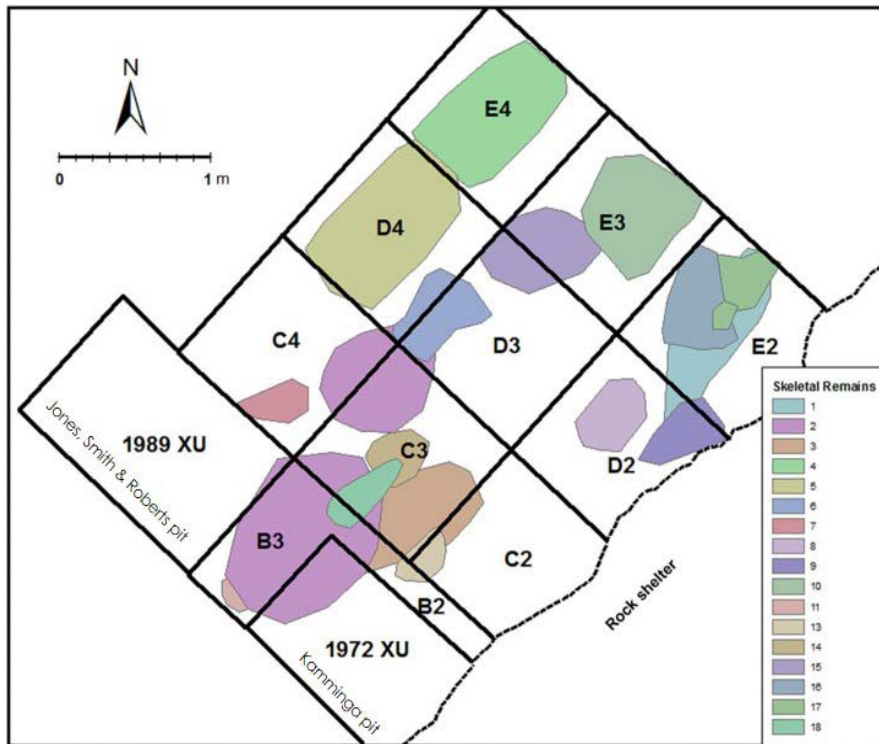 N
0 1 m
E4
D4
E3
C4
D3
E2
1989 XU
Jones, Smith & Roberts pit
C3
D2
B3
C2
B2
1972 XU
Kamminga pit
Rock shelter
Skeletal Remains
1
2
3
4
5
6
7
8
9
10
11
13
14
15
16
17
18